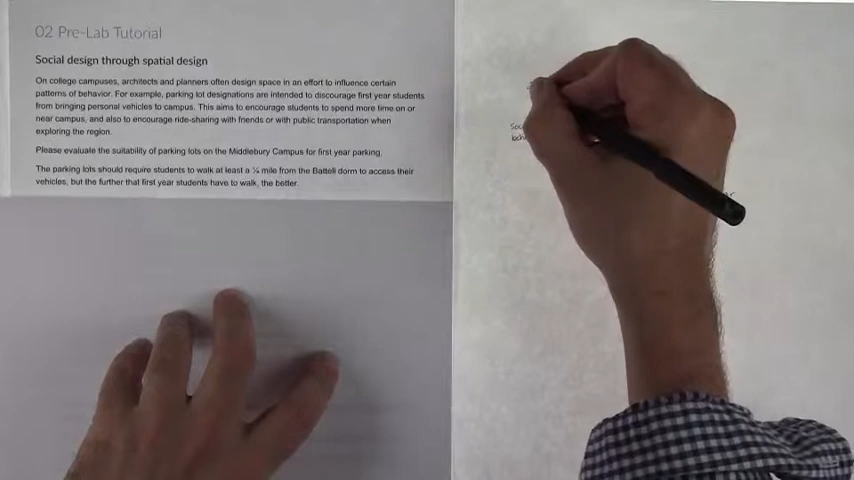 02 Pre-Lab Tutorial
Social design through spatial design
On college campuses, architects and planners often design space in an effort to influence certain
patterns of behavior. For example, parking lot designations are intended to discourage first year students
from bringing personal vehicles to campus. This aims to encourage students to spend more time on or
near campus, and also to encourage ride-sharing with friends or with public transportation when
exploring the region.
Please evaluate the suitability of parking lots on the Middlebury Campus for first year parking.
The parking lots should require students to walk at least a ¼ mile from the Battell dorm to access their
vehicles, but the further that first year students have to walk, the better.